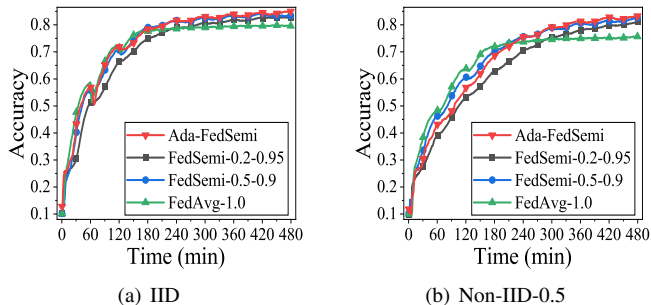 0.8
0.7
0.6
0.5
0.4
0.3
0.2
0.1
Accuracy
Ada-FedSemi
FedSemi-0.2-0.95
FedSemi-0.5-0.9
FedAvg-1.0
0 60 120 180 240 300 360 420 480
Time (min)
(a) IID
0.8
0.7
0.6
0.5
0.4
0.3
0.2
0.1
Accuracy
Ada-FedSemi
FedSemi-0.2-0.95
FedSemi-0.5-0.9
FedAvg-1.0
0 60 120 180 240 300 360 420 480
Time (min)
(b) Non-IID-0.5